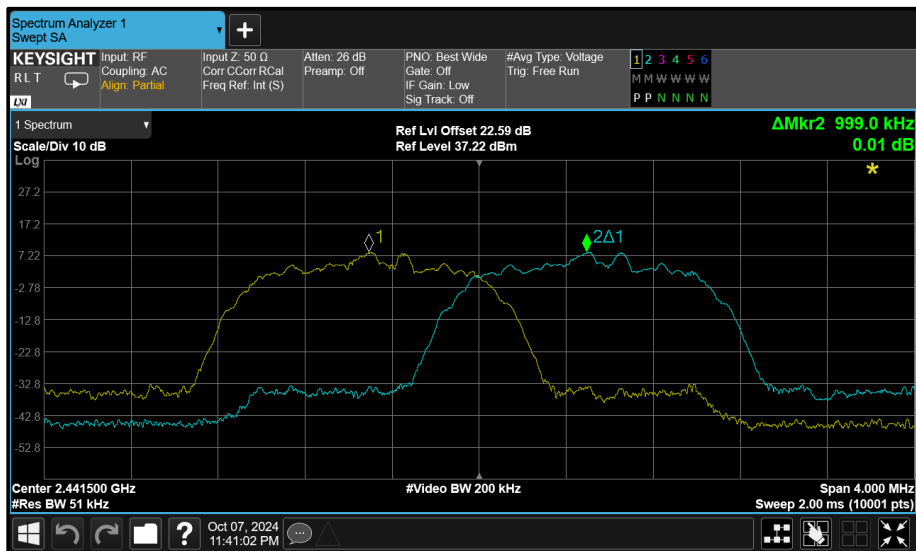 Spectrum Analyzer 1
Swept SA
+
KEYSIGHT
R L T
LXI
Input: RF
Coupling: AC
Align: Partial
Input Z: 50 Ω
Corr CCorr RCal
Freq Ref: Int (S)
Atten: 26 dB
Preamp: Off
PNO: Best Wide
Gate: Off
IF Gain: Low
Sig Track: Off
#Avg Type: Voltage
Trig: Free Run
1 2 3 4 5 6
M M W W W W
P P N N N N
1 Spectrum
Scale/Div 10 dB
Ref Lvl Offset 22.59 dB
Ref Level 37.22 dBm
ΔMkr2 999.0 kHz
0.01 dB
*
Log
27.2
17.2
7.22
-2.78
-12.8
-22.8
-32.8
-42.8
-52.8
1
2Δ1
Center 2.441500 GHz
#Video BW 200 kHz
Span 4.000 MHz
#Res BW 51 kHz
Sweep 2.00 ms (10001 pts)
?
Oct 07, 2024
11:41:02 PM